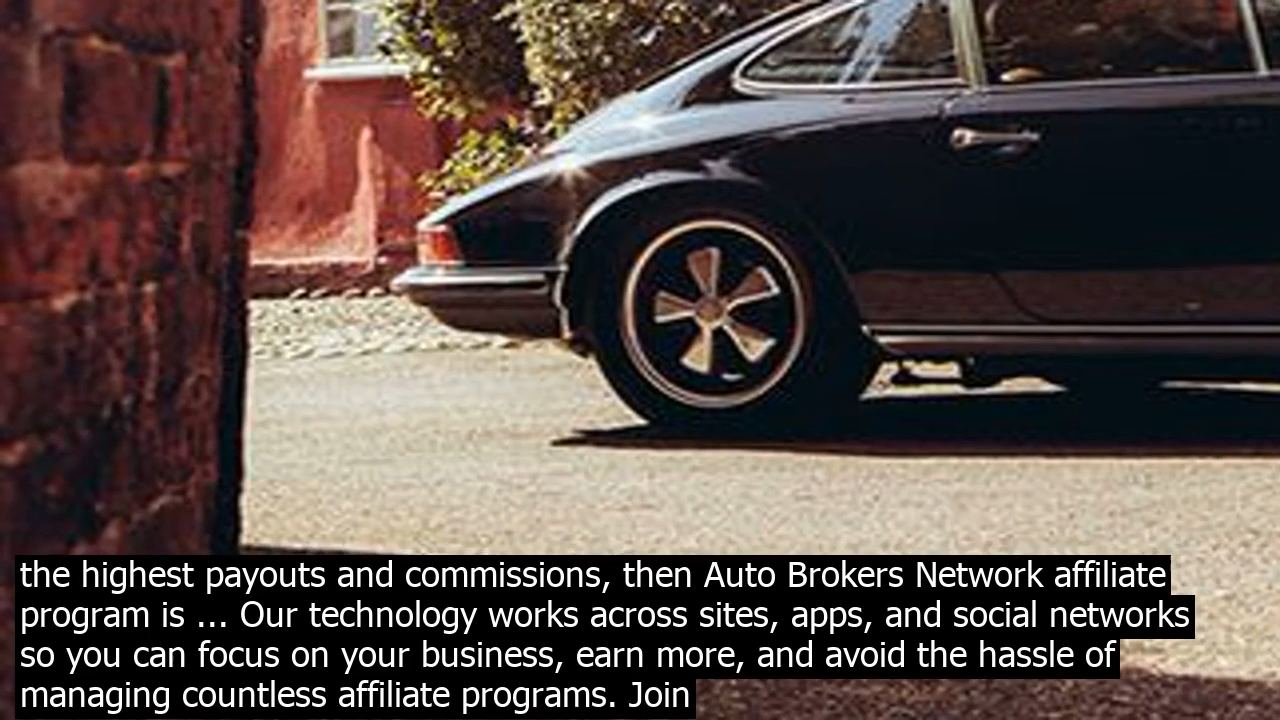 the highest payouts and commissions, then Auto Brokers Network affiliate
program is ... Our technology works across sites, apps, and social networks
so you can focus on your business, earn more, and avoid the hassle of
managing countless affiliate programs. Join